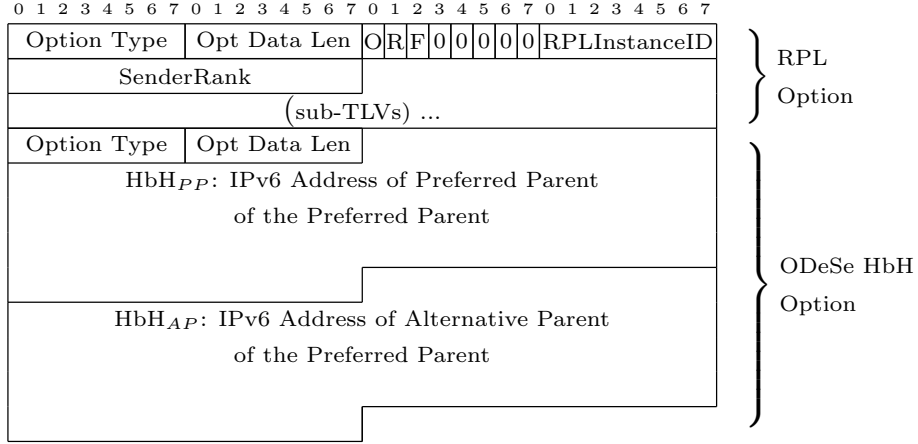 0 1 2 3 4 5 6 7 0 1 2 3 4 5 6 7 0 1 2 3 4 5 6 7 0 1 2 3 4 5 6 7
Option Type Opt Data Len O R F 0 0 0 0 0 RPLInstanceID
SenderRank
(sub-TLVs) ...
RPL
Option
Option Type Opt Data Len
HbH_PP: IPv6 Address of Preferred Parent
of the Preferred Parent
HbH_AP: IPv6 Address of Alternative Parent
of the Preferred Parent
ODeSe HbH
Option